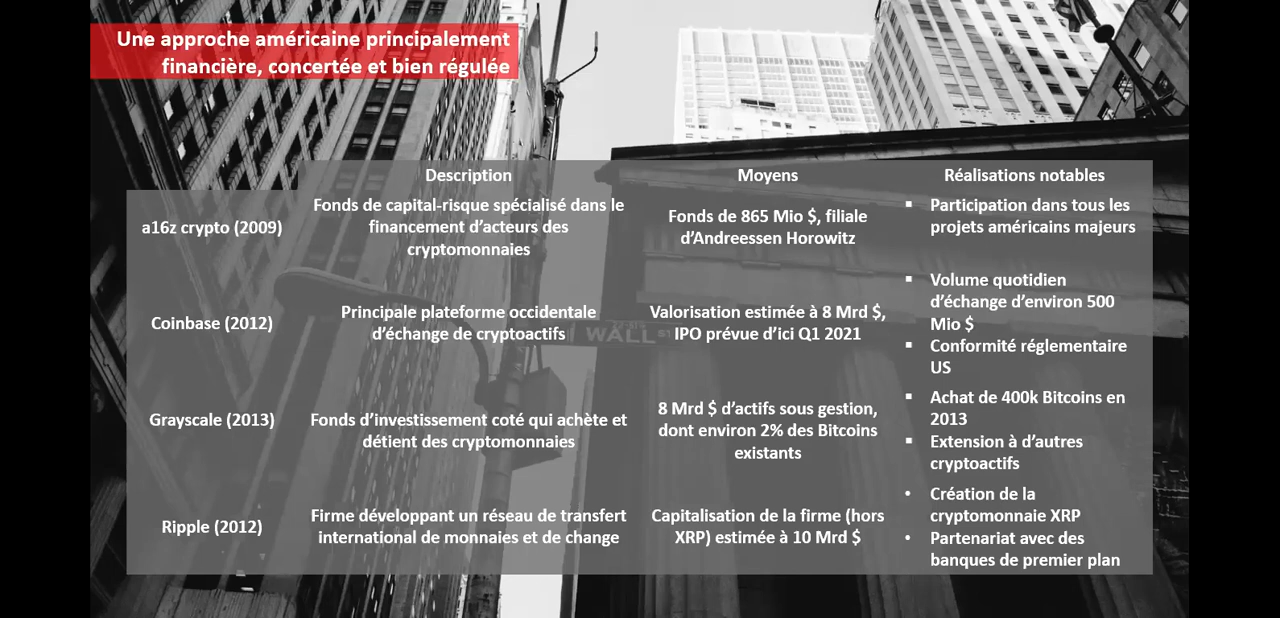 Une approche américaine principalement
financière, concertée et bien régulée
Description
Moyens
Réalisations notables
a16z crypto (2009)
Fonds de capital-risque spécialisé dans le
financement d'acteurs des
cryptomonnaies
Fonds de 865 Mio $, filiale
d'Andreessen Horowitz
▪ Participation dans tous les
projets américains majeurs
Coinbase (2012)
Principale plateforme occidentale
d'échange de cryptoactifs
Valorisation estimée à 8 Mrd $,
IPO prévue d'ici Q1 2021
▪ Volume quotidien
d'échange d'environ 500
Mio $
▪ Conformité réglementaire
US
Grayscale (2013)
Fonds d'investissement coté qui achète et
détient des cryptomonnaies
8 Mrd $ d'actifs sous gestion,
dont environ 2% des Bitcoins
existants
▪ Achat de 400k Bitcoins en
2013
▪ Extension à d'autres
cryptoactifs
Ripple (2012)
Firme développant un réseau de transfert
international de monnaies et de change
Capitalisation de la firme (hors
XRP) estimée à 10 Mrd $
• Création de la
cryptomonnaie XRP
• Partenariat avec des
banques de premier plan
WALL ST